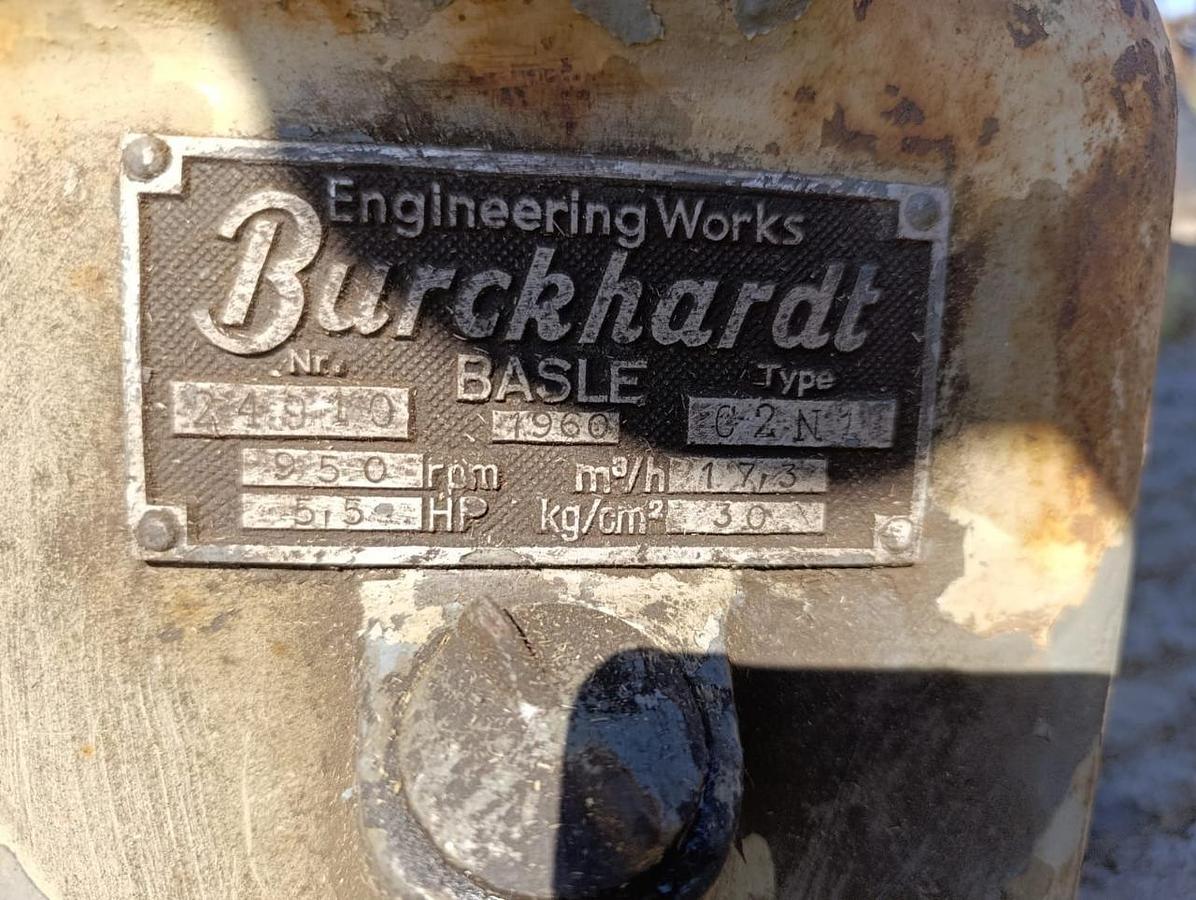 Engineering Works
Burckhardt
Nr. BASLE Type
24910 1960 C2N1
950 rpm m³/h 17,3
5,5 HP kg/cm² 30